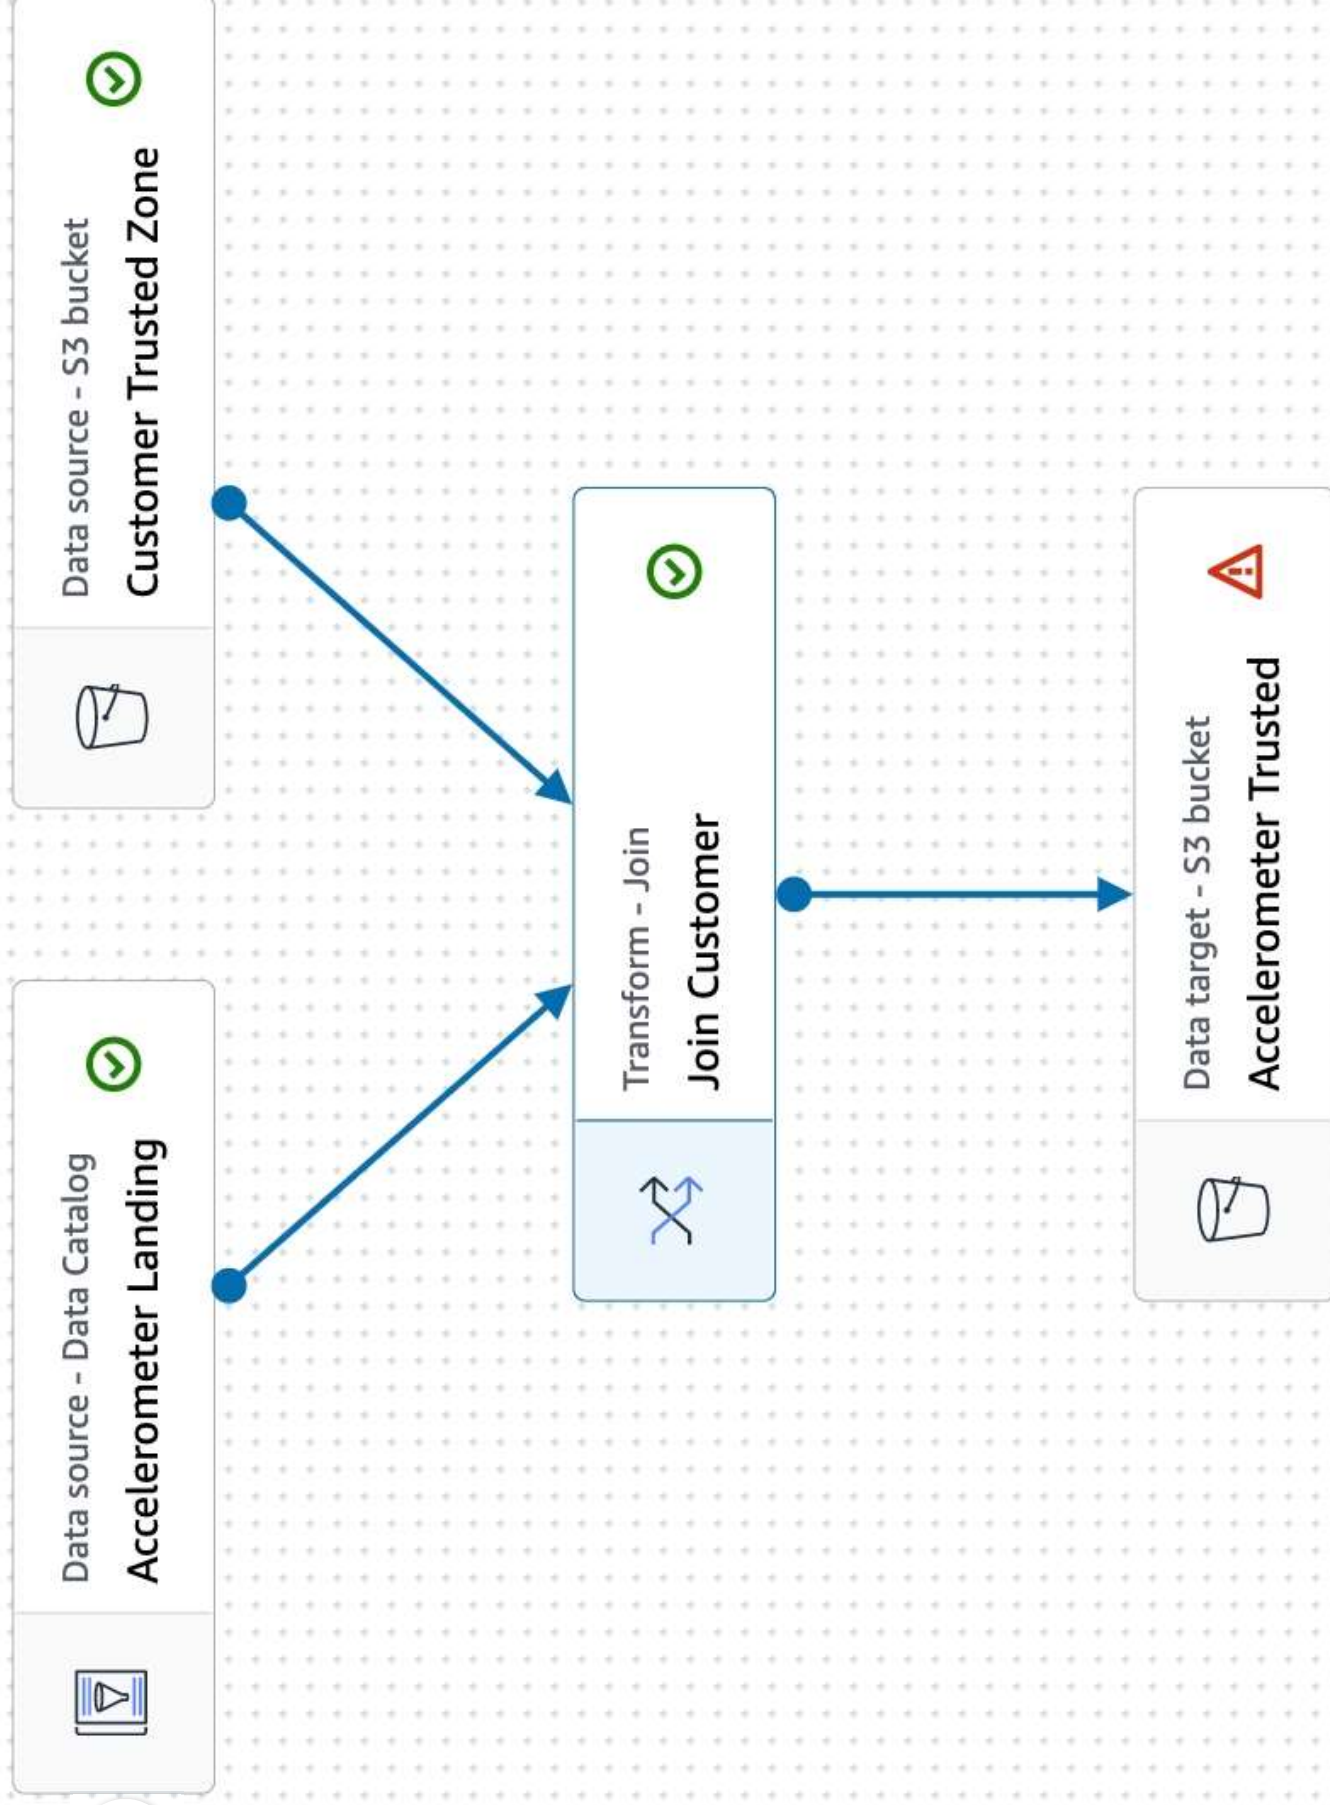 Data source - Data Catalog
Accelerometer Landing
Data source - S3 bucket
Customer Trusted Zone
Transform - Join
Join Customer
Data target - S3 bucket
Accelerometer Trusted